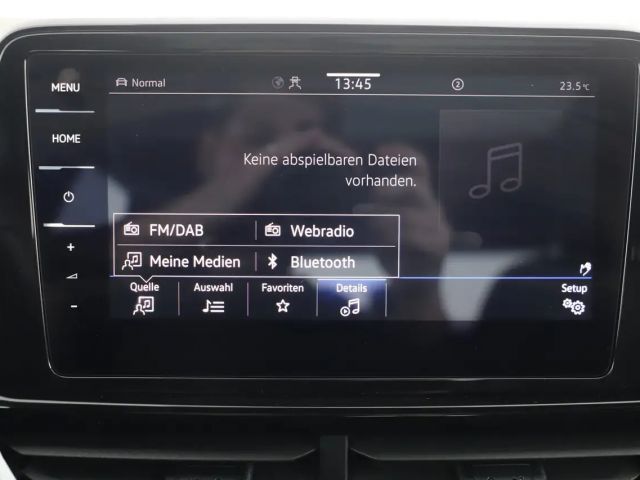 MENU
Normal
13:45
2
23.5°C
HOME
Keine abspielbaren Dateien
vorhanden.
+
-
FM/DAB
Webradio
Meine Medien
Bluetooth
Quelle
Auswahl
Favoriten
Details
Setup